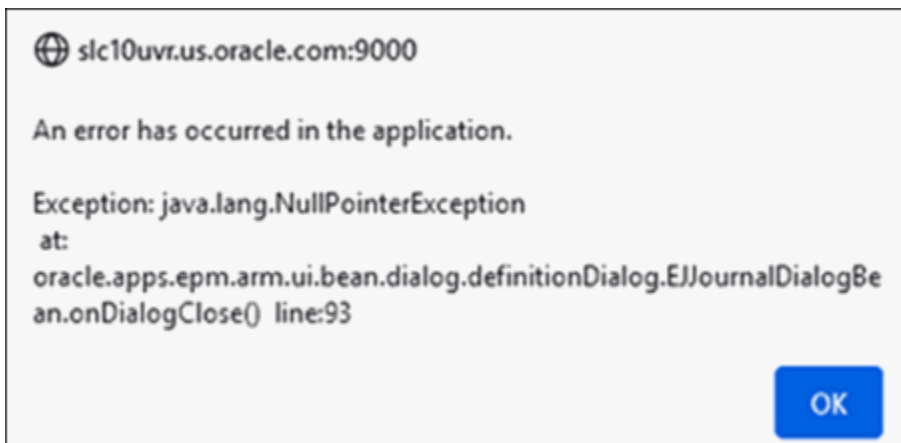 slc10uvr.us.oracle.com:9000
An error has occurred in the application.
Exception: java.lang.NullPointerException
at:
oracle.apps.epm.arm.ui.bean.dialog.definitionDialog.EJJournalDialogBe
an.onDialogClose() line:93
OK